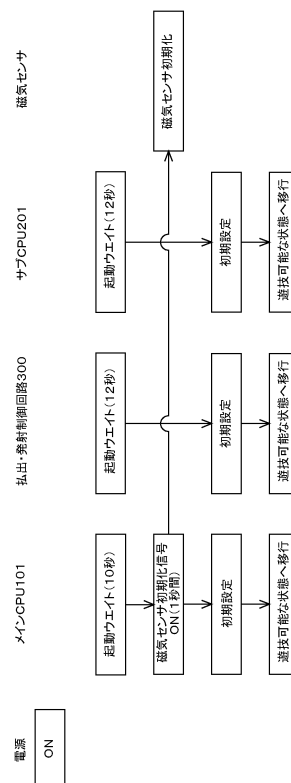 電源
メインCPU101
払出・発射制御回路300
サブCPU201
磁気センサ
ON
起動ウエイト(10秒)
起動ウエイト(12秒)
起動ウエイト(12秒)
磁気センサ初期化信号
ON(1秒間)
磁気センサ初期化
初期設定
初期設定
初期設定
遊技可能な状態へ移行
遊技可能な状態へ移行
遊技可能な状態へ移行